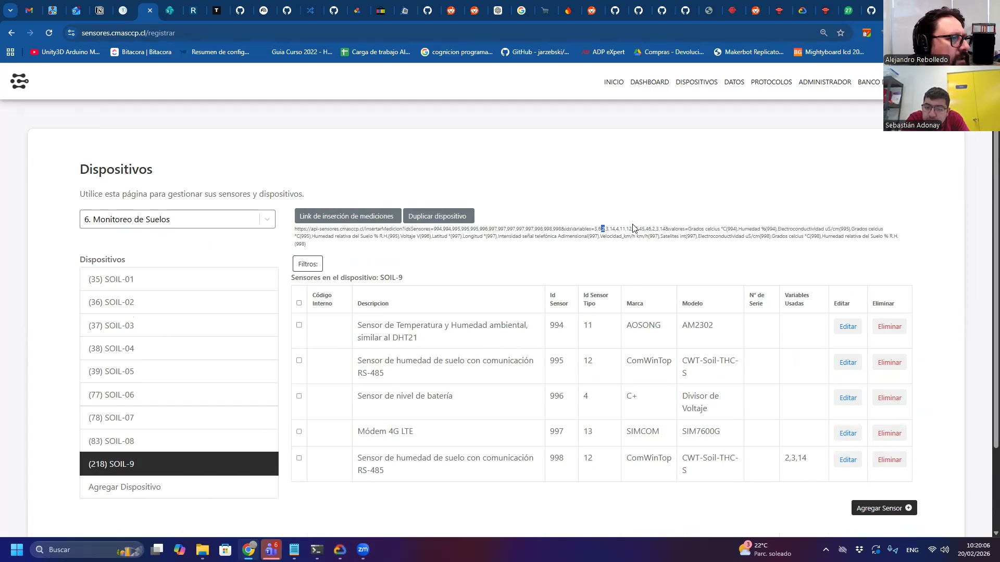 27
sensores.cmasccp.cl/registrar
Unity3D Arduino M...
Bitacora | Bitacora
Resumen de config...
Guia Curso 2022 - H...
Carga de trabajo Al...
cognicion programa...
GitHub - jarzebski/...
ADP eXpert
Compras - Devoluci...
Makerbot Replicato...
BG Mightyboard lcd 20...
Alejandro Rebolledo
Sebastián Adonay
INICIO DASHBOARD DISPOSITIVOS DATOS PROTOCOLOS ADMINISTRADOR BANCO
Dispositivos
Utilice esta página para gestionar sus sensores y dispositivos.
6. Monitoreo de Suelos
Link de inserción de mediciones
Duplicar dispositivo
https://api-sensores.cmasccp.cl/insertarMedicion?idsSensores=994,994,995,995,995,996,997,997,997,997,997,998,998,998&idsVariables=3,6,2,3,14,4,11,12,45,46,2,3,14&valores=Grados celcius °C(994),Humedad %(994),Electroconductividad uS/cm(995),Grados celcius
°C(995),Humedad relativa del Suelo % R.H.(995),Voltaje V(996),Latitud °(997),Longitud °(997),Intensidad señal telefónica Adimensional(997),Velocidad_km/h km/h(997),Satelites int(997),Electroconductividad uS/cm(998),Grados celcius °C(998),Humedad relativa del Suelo % R.H.
(998)
Dispositivos
(35) SOIL-01
(36) SOIL-02
(37) SOIL-03
(38) SOIL-04
(39) SOIL-05
(77) SOIL-06
(78) SOIL-07
(83) SOIL-08
(218) SOIL-9
Agregar Dispositivo
Filtros:
Sensores en el dispositivo: SOIL-9
Código Interno
Descripcion
Id Sensor
Id Sensor Tipo
Marca
Modelo
N° de Serie
Variables Usadas
Editar
Eliminar
Sensor de Temperatura y Humedad ambiental, similar al DHT21 994 11 AOSONG AM2302 Editar Eliminar
Sensor de humedad de suelo con comunicación RS-485 995 12 ComWinTop CWT-Soil-THC-S Editar Eliminar
Sensor de nivel de batería 996 4 C+ Divisor de Voltaje Editar Eliminar
Módem 4G LTE 997 13 SIMCOM SIM7600G Editar Eliminar
Sensor de humedad de suelo con comunicación RS-485 998 12 ComWinTop CWT-Soil-THC-S 2,3,14 Editar Eliminar
Agregar Sensor
Buscar
6
zm
3
22°C
Parc. soleado
ENG
10:20:06
20/02/2026